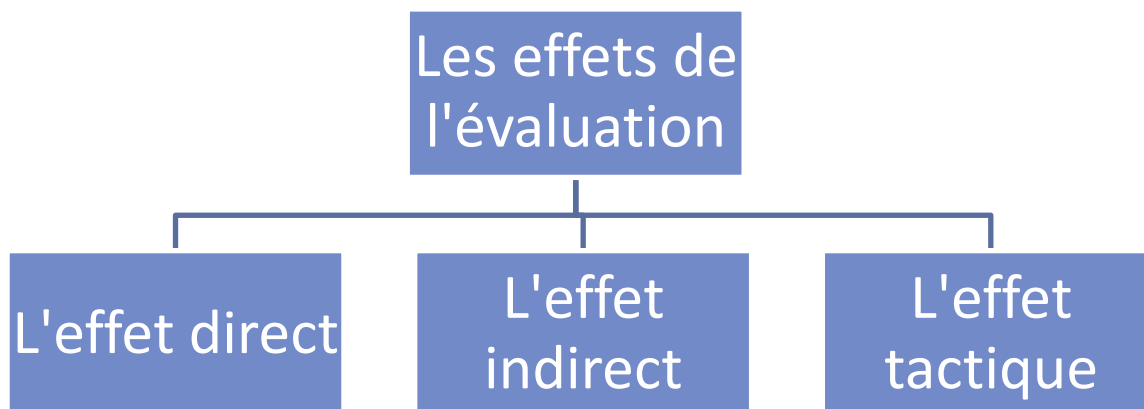 Les effets de
l'évaluation
L'effet direct
L'effet
indirect
L'effet
tactique